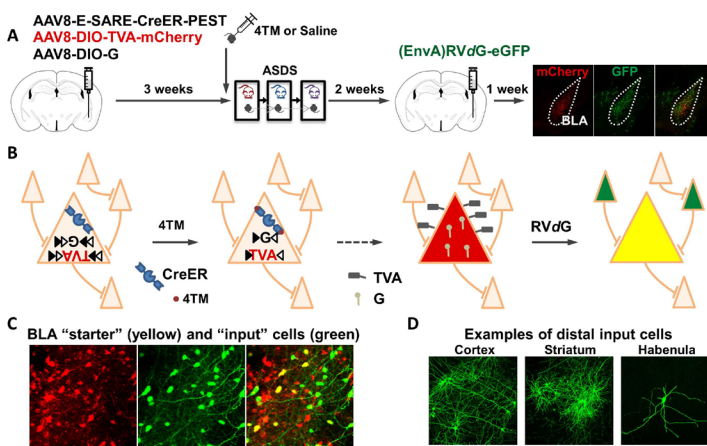 A
AAV8-E-SARE-CreER-PEST
AAV8-DIO-TVA-mCherry
AAV8-DIO-G
4TM or Saline
3 weeks
ASDS
2 weeks
(EnvA)RVdG-eGFP
1 week
mCherry
GFP
BLA
B
G
TVA
4TM
CreER
4TM
G
TVA
TVA
G
RVdG
C
BLA “starter” (yellow) and “input” cells (green)
D
Examples of distal input cells
Cortex
Striatum
Habenula